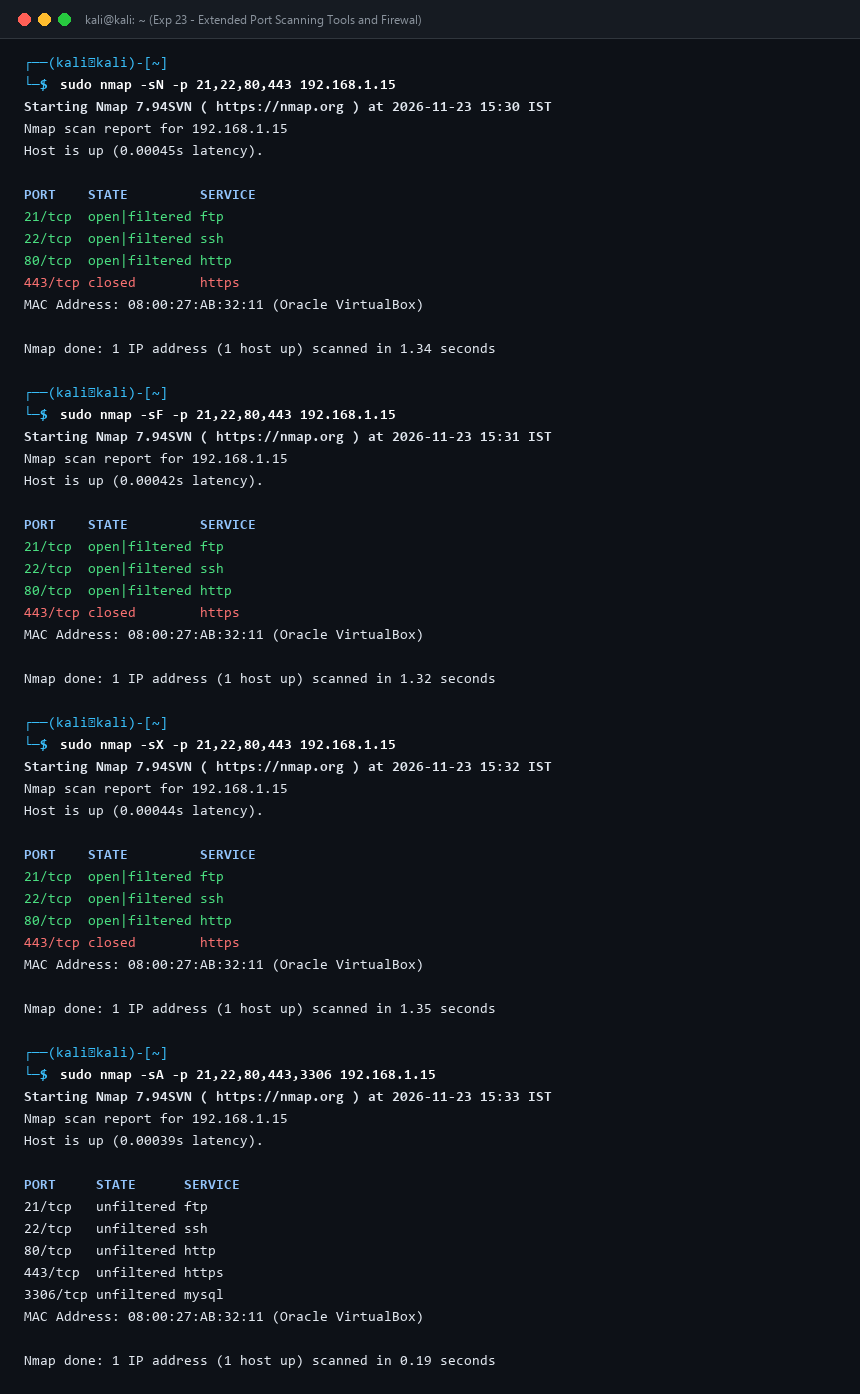 kali@kali: ~ (Exp 23 - Extended Port Scanning Tools and Firewal)
┌──(kali㉿kali)-[~]
└─$ sudo nmap -sN -p 21,22,80,443 192.168.1.15
Starting Nmap 7.94SVN ( https://nmap.org ) at 2026-11-23 15:30 IST
Nmap scan report for 192.168.1.15
Host is up (0.00045s latency).
PORT    STATE         SERVICE
21/tcp  open|filtered ftp
22/tcp  open|filtered ssh
80/tcp  open|filtered http
443/tcp closed        https
MAC Address: 08:00:27:AB:32:11 (Oracle VirtualBox)
Nmap done: 1 IP address (1 host up) scanned in 1.34 seconds
┌──(kali㉿kali)-[~]
└─$ sudo nmap -sF -p 21,22,80,443 192.168.1.15
Starting Nmap 7.94SVN ( https://nmap.org ) at 2026-11-23 15:31 IST
Nmap scan report for 192.168.1.15
Host is up (0.00042s latency).
PORT    STATE         SERVICE
21/tcp  open|filtered ftp
22/tcp  open|filtered ssh
80/tcp  open|filtered http
443/tcp closed        https
MAC Address: 08:00:27:AB:32:11 (Oracle VirtualBox)
Nmap done: 1 IP address (1 host up) scanned in 1.32 seconds
┌──(kali㉿kali)-[~]
└─$ sudo nmap -sX -p 21,22,80,443 192.168.1.15
Starting Nmap 7.94SVN ( https://nmap.org ) at 2026-11-23 15:32 IST
Nmap scan report for 192.168.1.15
Host is up (0.00044s latency).
PORT    STATE         SERVICE
21/tcp  open|filtered ftp
22/tcp  open|filtered ssh
80/tcp  open|filtered http
443/tcp closed        https
MAC Address: 08:00:27:AB:32:11 (Oracle VirtualBox)
Nmap done: 1 IP address (1 host up) scanned in 1.35 seconds
┌──(kali㉿kali)-[~]
└─$ sudo nmap -sA -p 21,22,80,443,3306 192.168.1.15
Starting Nmap 7.94SVN ( https://nmap.org ) at 2026-11-23 15:33 IST
Nmap scan report for 192.168.1.15
Host is up (0.00039s latency).
PORT     STATE      SERVICE
21/tcp   unfiltered ftp
22/tcp   unfiltered ssh
80/tcp   unfiltered http
443/tcp  unfiltered https
3306/tcp unfiltered mysql
MAC Address: 08:00:27:AB:32:11 (Oracle VirtualBox)
Nmap done: 1 IP address (1 host up) scanned in 0.19 seconds